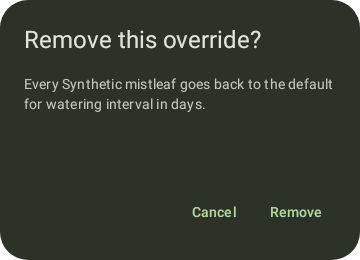 Remove this override?
Every Synthetic mistleaf goes back to the default
for watering interval in days.
Cancel
Remove